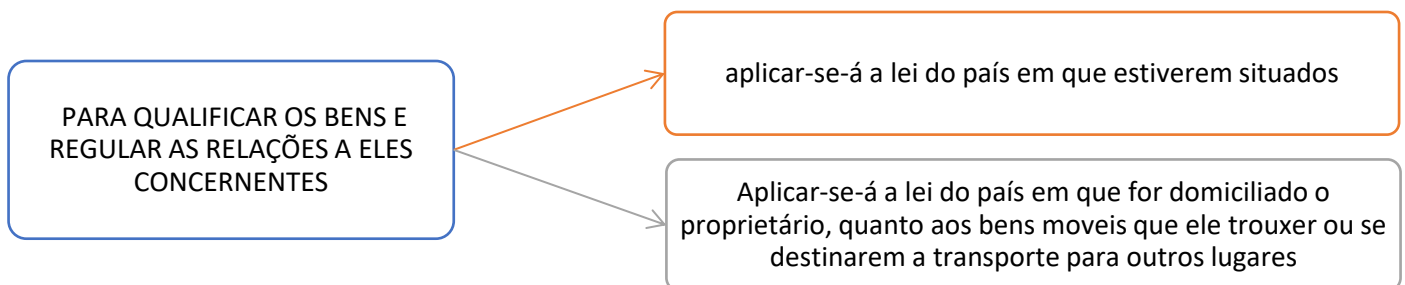 PARA QUALIFICAR OS BENS E
REGULAR AS RELAÇÕES A ELES
CONCERNENTES
aplicar-se-á a lei do país em que estiverem situados
Aplicar-se-á a lei do país em que for domiciliado o
proprietário, quanto aos bens moveis que ele trouxer ou se
destinarem a transporte para outros lugares